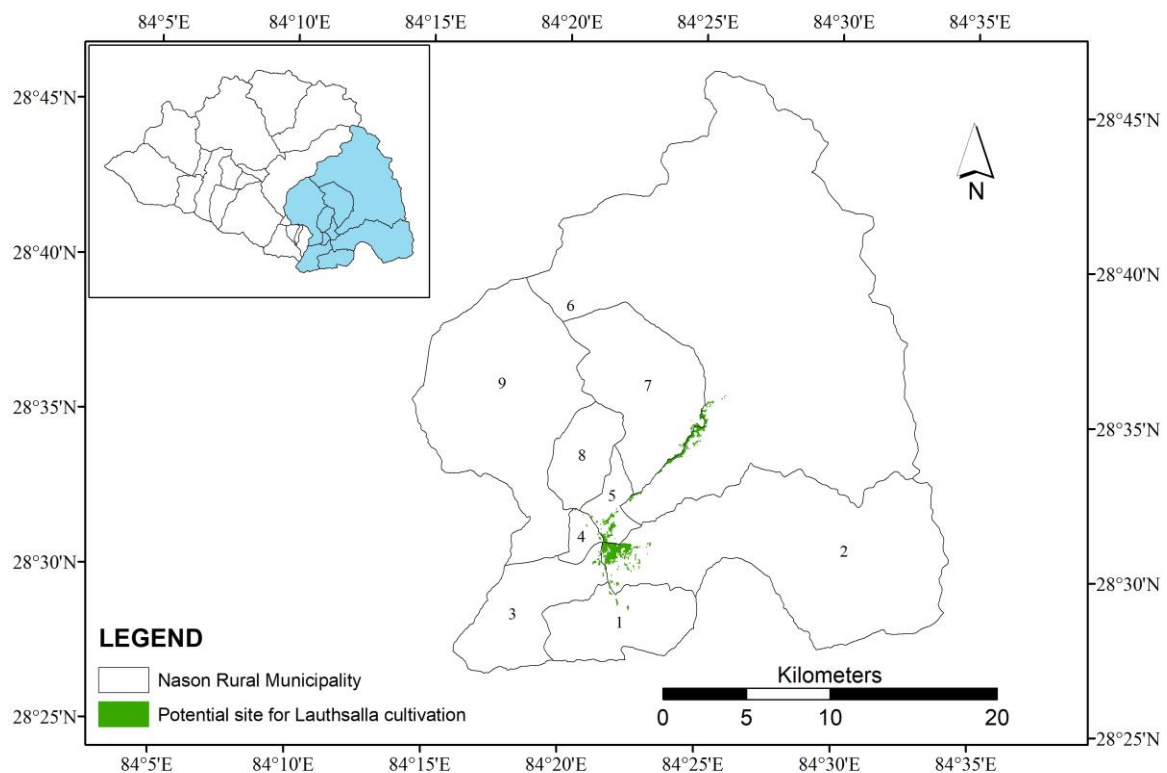 84°5'E 84°10'E 84°15'E 84°20'E 84°25'E 84°30'E 84°35'E
28°45'N 28°45'N
N
28°40'N 28°40'N
6
9 7
28°35'N 28°35'N
8
5
4
28°30'N 2 28°30'N
3 1
LEGEND
Nason Rural Municipality
Potential site for Lauthsalla cultivation
Kilometers
0 5 10 20
28°25'N 28°25'N
84°5'E 84°10'E 84°15'E 84°20'E 84°25'E 84°30'E 84°35'E